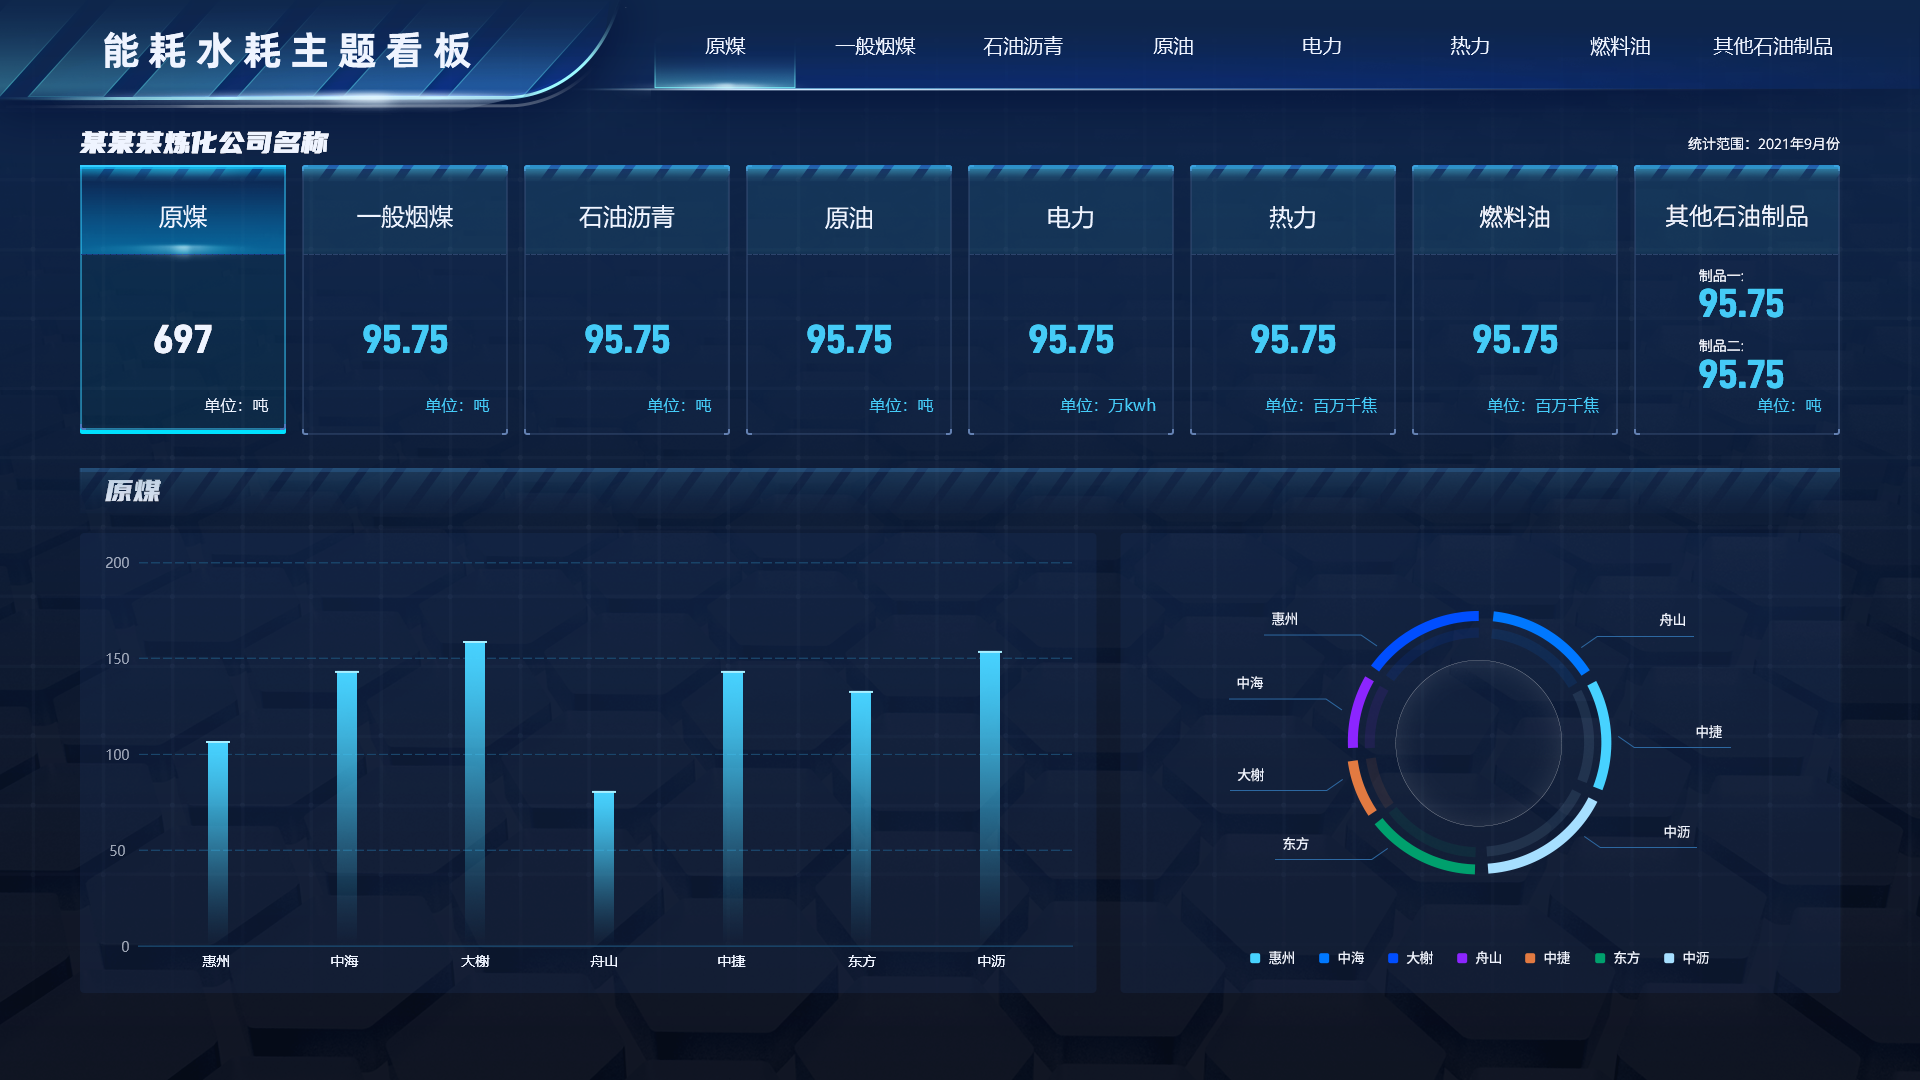 能耗水耗主题看板
原煤 一般烟煤 石油沥青 原油 电力 热力 燃料油 其他石油制品
某某某炼化公司名称
统计范围：2021年9月份
原煤
697
单位：吨
一般烟煤
95.75
单位：吨
石油沥青
95.75
单位：吨
原油
95.75
单位：吨
电力
95.75
单位：万kwh
热力
95.75
单位：百万千焦
燃料油
95.75
单位：百万千焦
其他石油制品
制品一:
95.75
制品二:
95.75
单位：吨
原煤
200
150
100
50
0
惠州 中海 大榭 舟山 中捷 东方 中沥
惠州
舟山
中海
中捷
大榭
中沥
东方
惠州 中海 大榭 舟山 中捷 东方 中沥